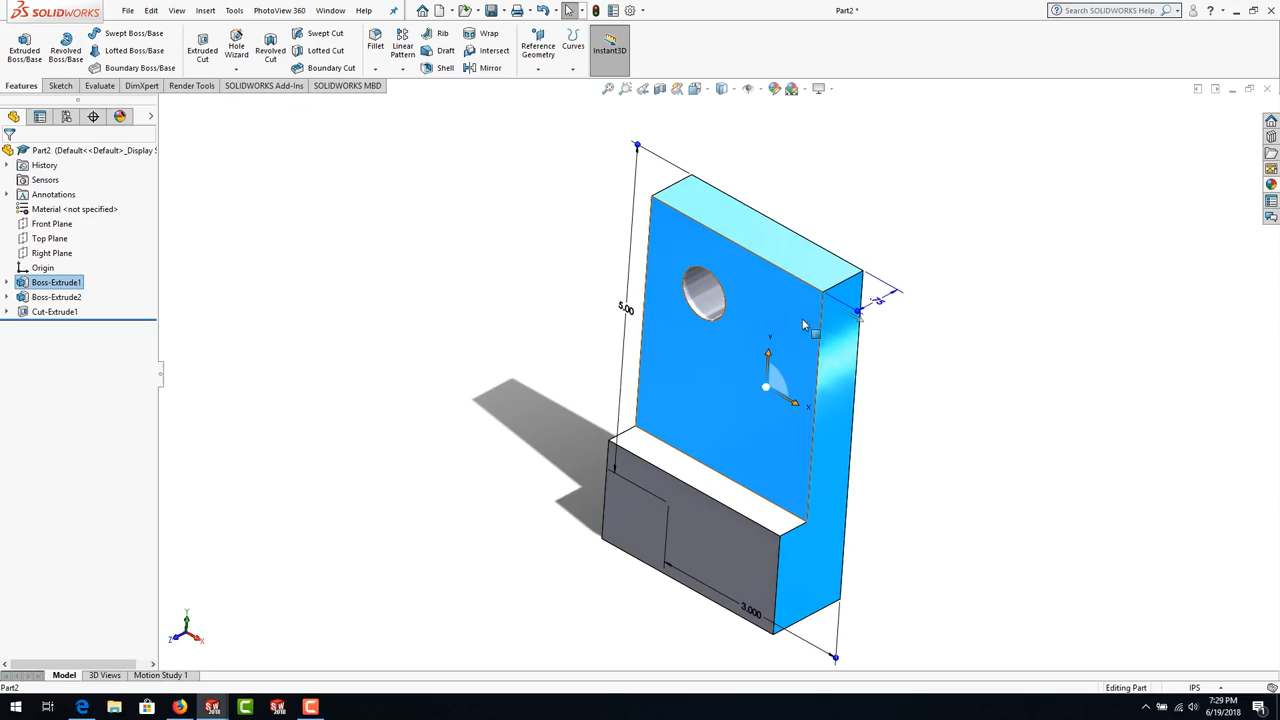 SOLIDWORKS File Edit View Insert Tools PhotoView 360 Window Help Part2 * Search SOLIDWORKS Help
Extruded Boss/Base
Revolved Boss/Base
Swept Boss/Base
Lofted Boss/Base
Boundary Boss/Base
Extruded Cut
Hole Wizard
Revolved Cut
Swept Cut
Lofted Cut
Boundary Cut
Fillet
Linear Pattern
Rib
Draft
Shell
Wrap
Intersect
Mirror
Reference Geometry
Curves
Instant3D
Features Sketch Evaluate DimXpert Render Tools SOLIDWORKS Add-Ins SOLIDWORKS MBD
Part2 (Default<<Default>_Display S
History
Sensors
Annotations
Material <not specified>
Front Plane
Top Plane
Right Plane
Origin
Boss-Extrude1
Boss-Extrude2
Cut-Extrude1
5.00
.75
Y
X
3.000
Y
Z X
Model 3D Views Motion Study 1
Part2 Editing Part IPS
SW 2018
7:29 PM
6/19/2018
1